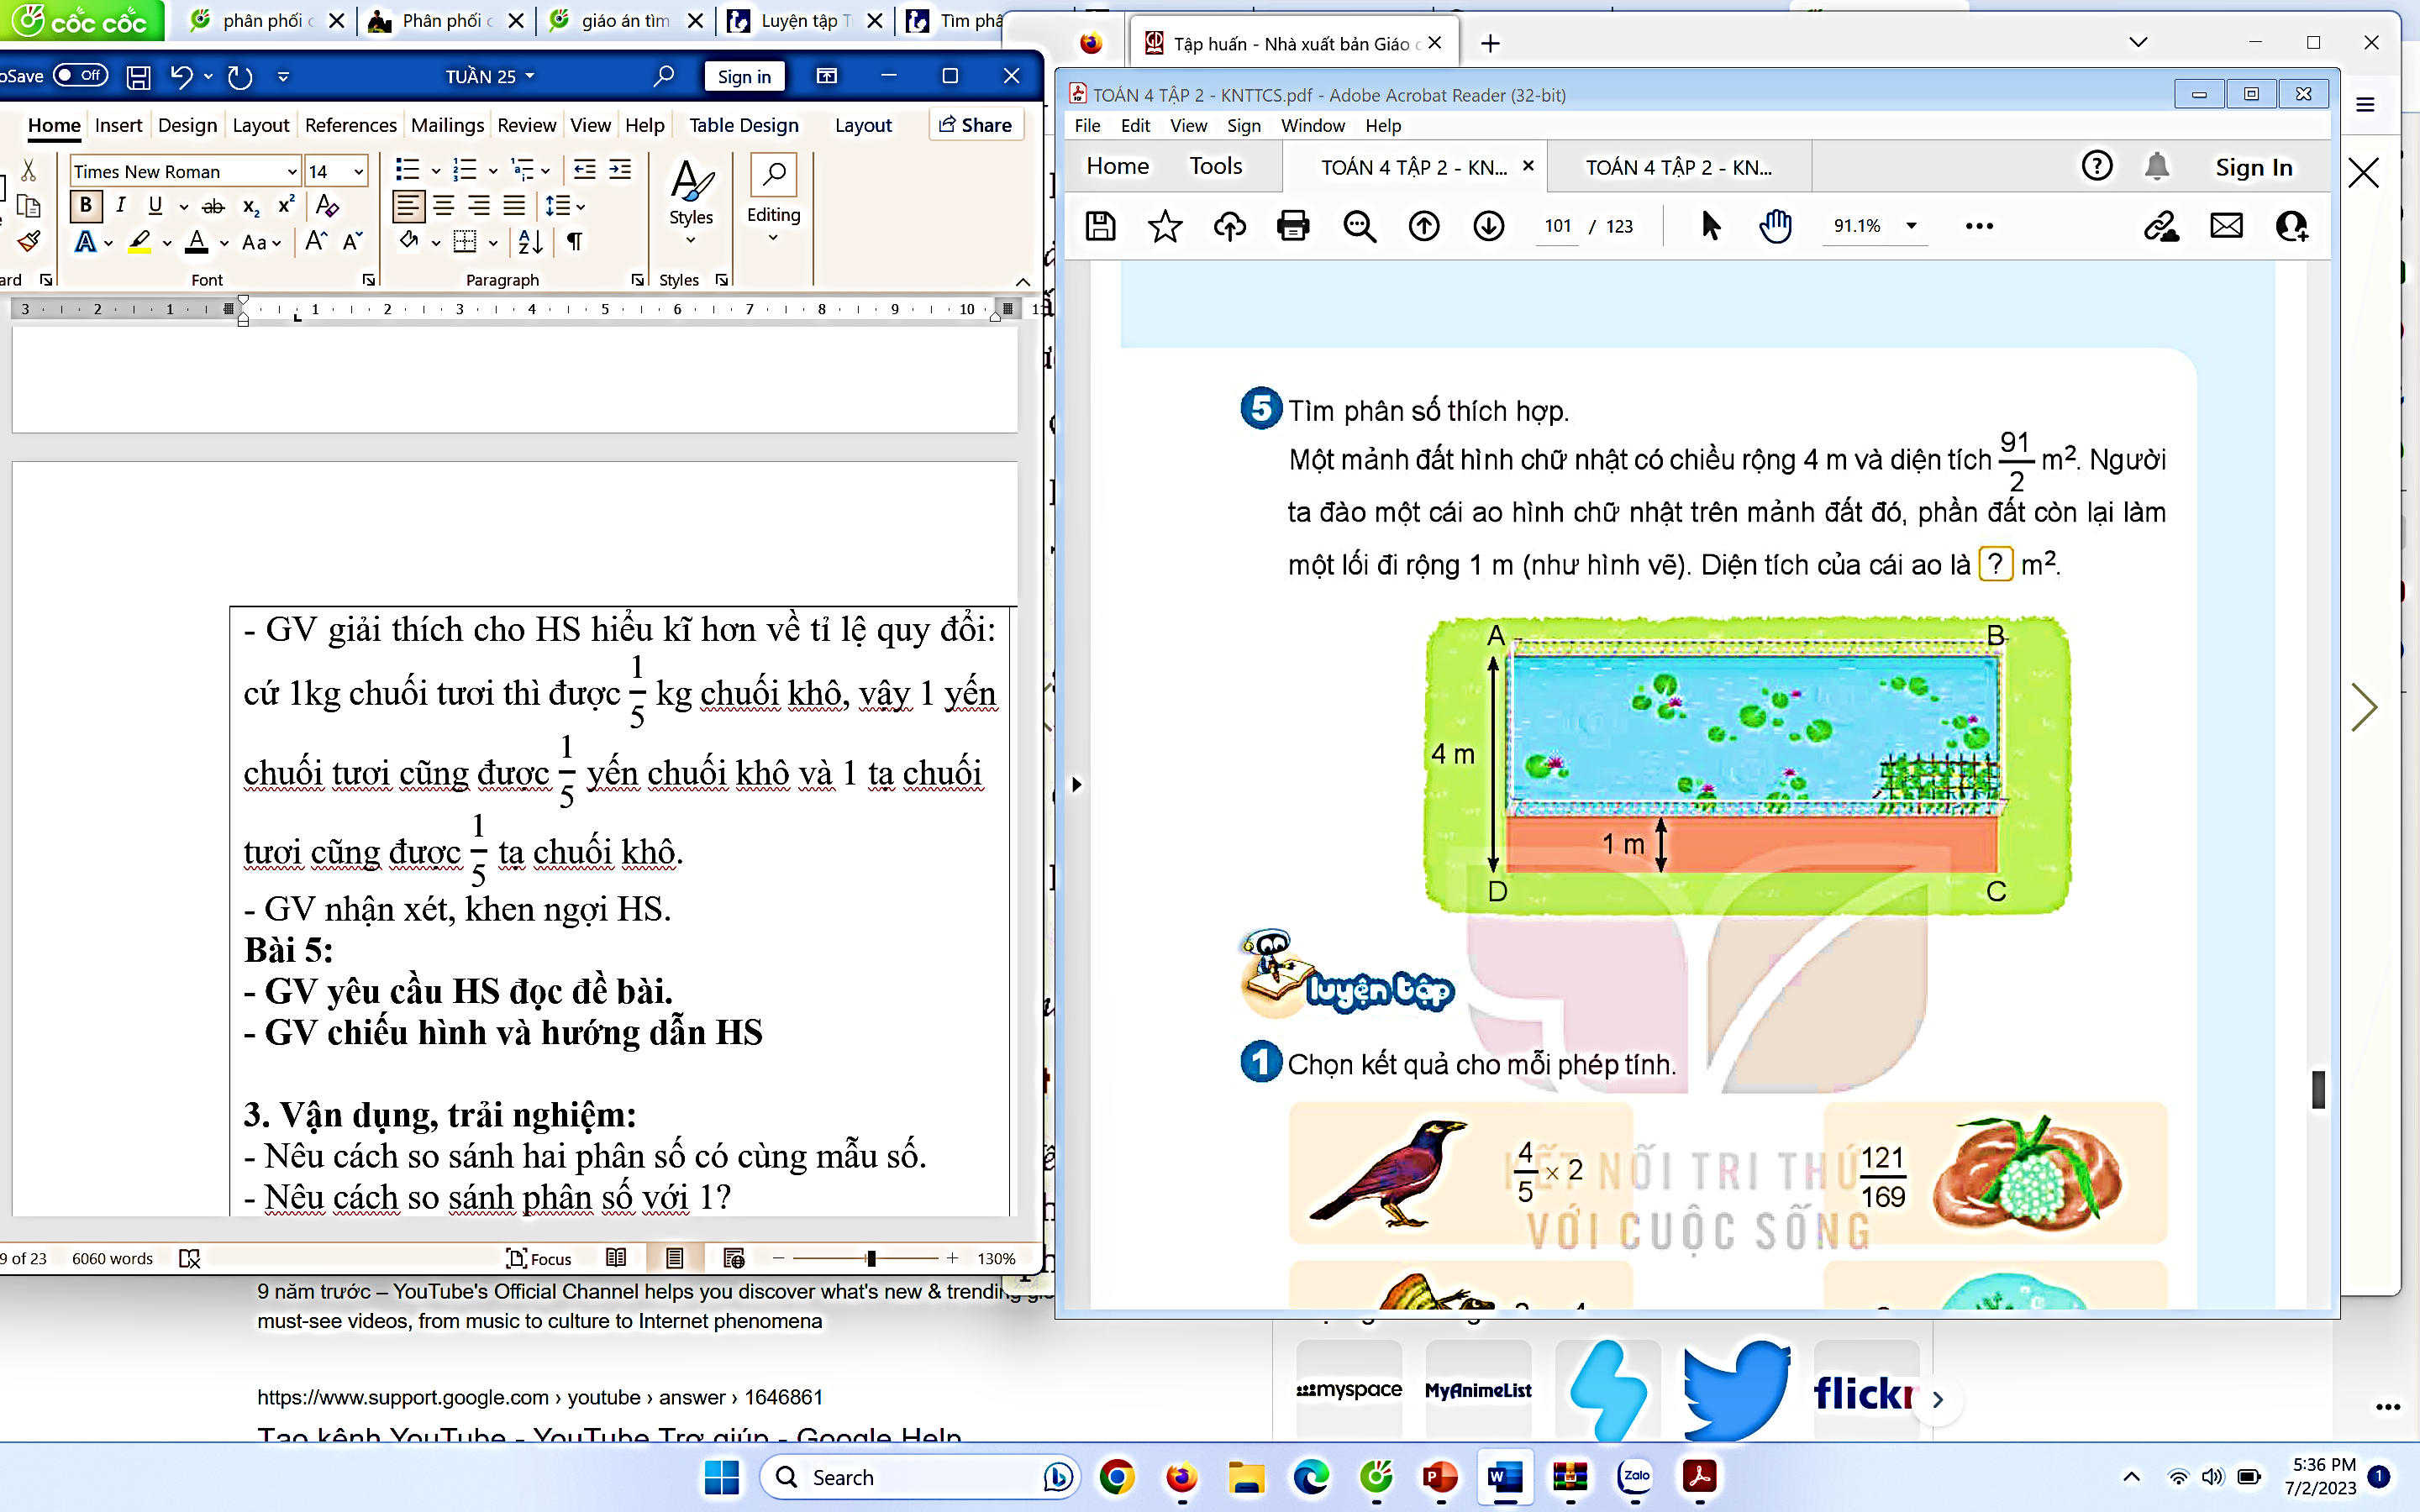 cốc cốc
phân phối c
Phân phối c
giáo án tìm
Luyện tập T
Tìm phâ
Tập huấn - Nhà xuất bản Giáo d
oSave Off
TUẦN 25
Sign in
Home Insert Design Layout References Mailings Review View Help Table Design Layout Share
Times New Roman 14
Styles
Editing
Font
Paragraph
Styles
- GV giải thích cho HS hiểu kĩ hơn về tỉ lệ quy đổi:
cứ 1kg chuối tươi thì được 1/5 kg chuối khô, vậy 1 yến
chuối tươi cũng được 1/5 yến chuối khô và 1 tạ chuối
tươi cũng được 1/5 tạ chuối khô.
- GV nhận xét, khen ngợi HS.
Bài 5:
- GV yêu cầu HS đọc đề bài.
- GV chiếu hình và hướng dẫn HS
3. Vận dụng, trải nghiệm:
- Nêu cách so sánh hai phân số có cùng mẫu số.
- Nêu cách so sánh phân số với 1?
9 of 23 6060 words Focus 130%
TOÁN 4 TẬP 2 - KNTTCS.pdf - Adobe Acrobat Reader (32-bit)
File Edit View Sign Window Help
Home Tools TOÁN 4 TẬP 2 - KN... TOÁN 4 TẬP 2 - KN... Sign In
101 / 123 91.1%
5 Tìm phân số thích hợp.
Một mảnh đất hình chữ nhật có chiều rộng 4 m và diện tích 91/2 m². Người
ta đào một cái ao hình chữ nhật trên mảnh đất đó, phần đất còn lại làm
một lối đi rộng 1 m (như hình vẽ). Diện tích của cái ao là ? m².
A B
4 m
1 m
D C
luyện tập
1 Chọn kết quả cho mỗi phép tính.
4/5 × 2
121/169
KẾT NỐI TRI THỨ
VỚI CUỘC SỐNG
9 năm trước – YouTube's Official Channel helps you discover what's new & trending
must-see videos, from music to culture to Internet phenomena
https://www.support.google.com › youtube › answer › 1646861
Tạo kênh YouTube - YouTube Trợ giúp - Google Help
myspace
MyAnimeList
flickr
Search
Zalo
5:36 PM
7/2/2023
1